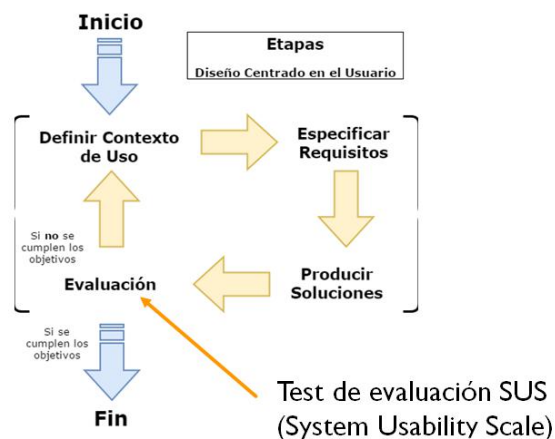 Inicio
Etapas
Diseño Centrado en el Usuario
Definir Contexto
de Uso
Especificar
Requisitos
Si no se
cumplen los
objetivos
Evaluación
Producir
Soluciones
Si se
cumplen los
objetivos
Fin
Test de evaluación SUS
(System Usability Scale)